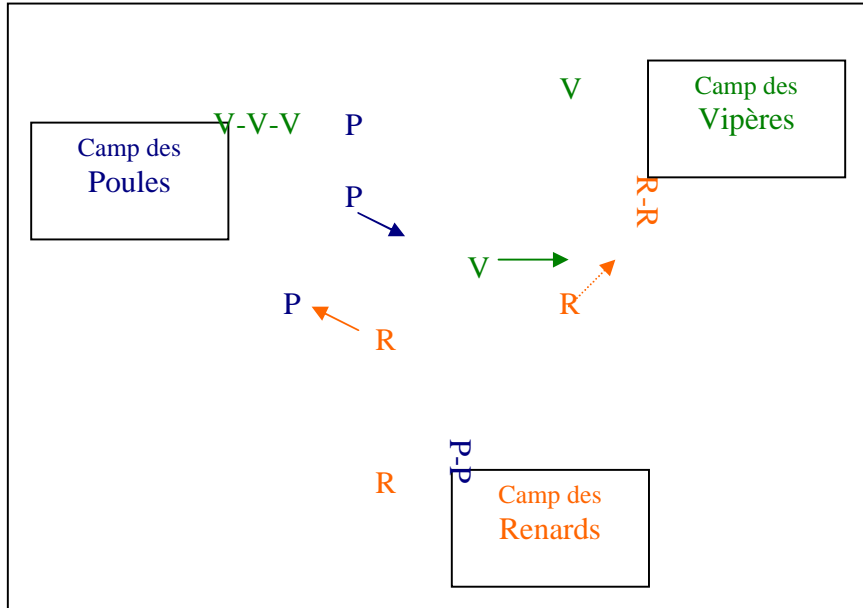 V
Camp des
Vipères
V-V-V
P
Camp des
Poules
P
R-R
V
P
R
R
P-P
R
Camp des
Renards